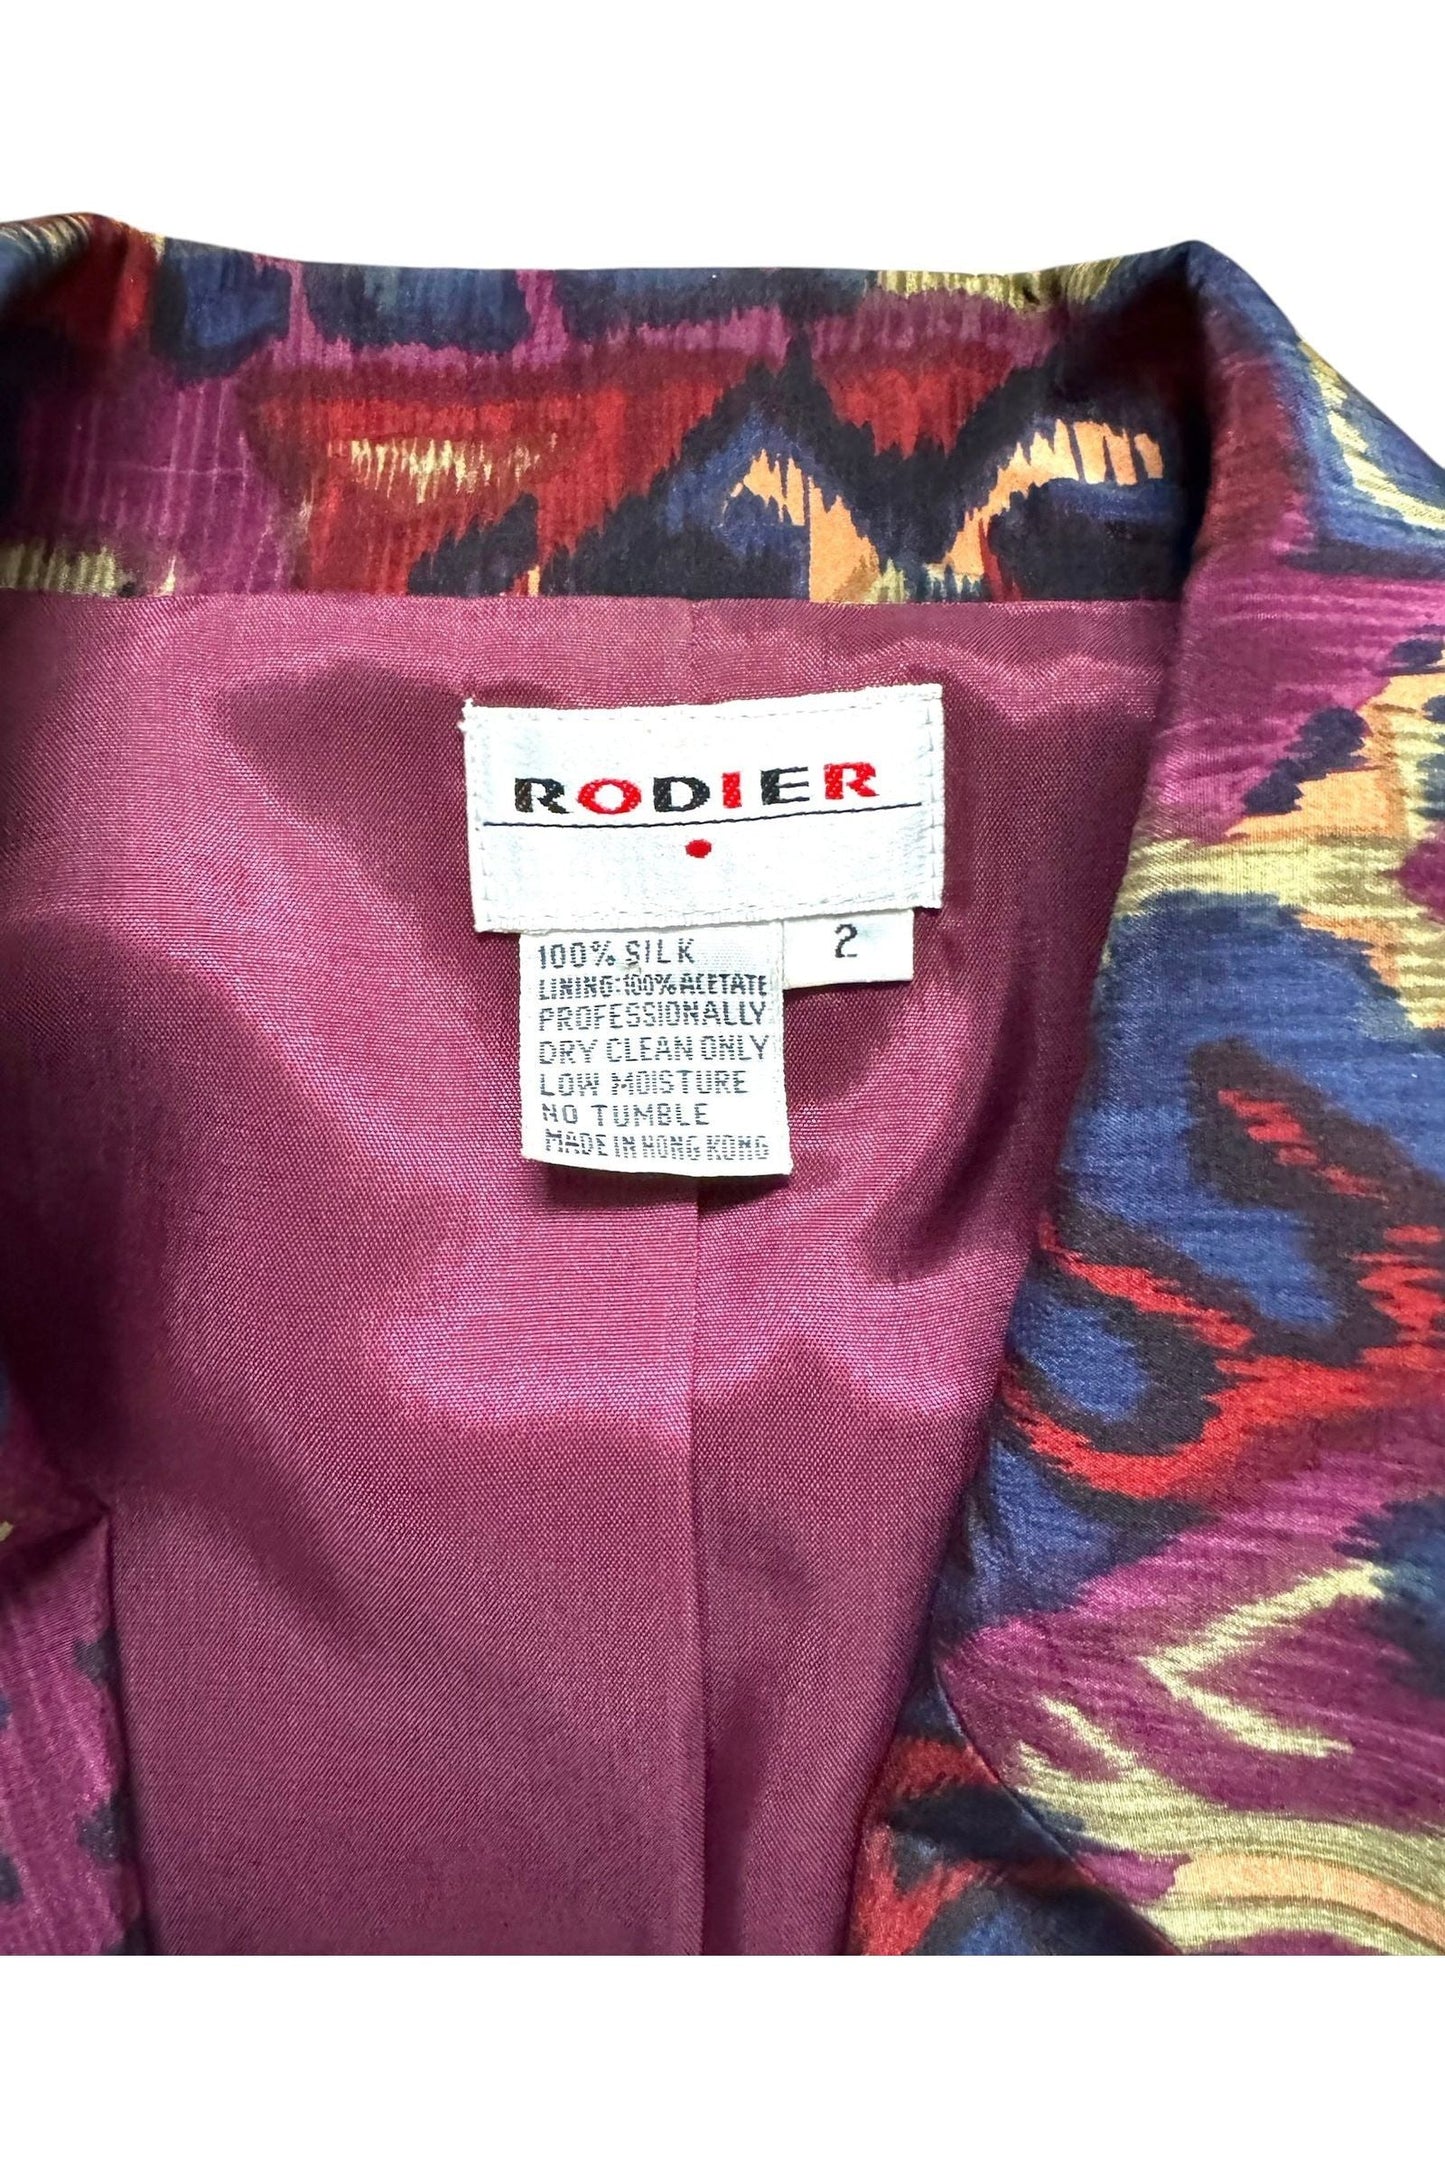 RODIER
2
100% SILK
LINING:100% ACETATE
PROFESSIONALLY
DRY CLEAN ONLY
LOW MOISTURE
NO TUMBLE
MADE IN HONG KONG